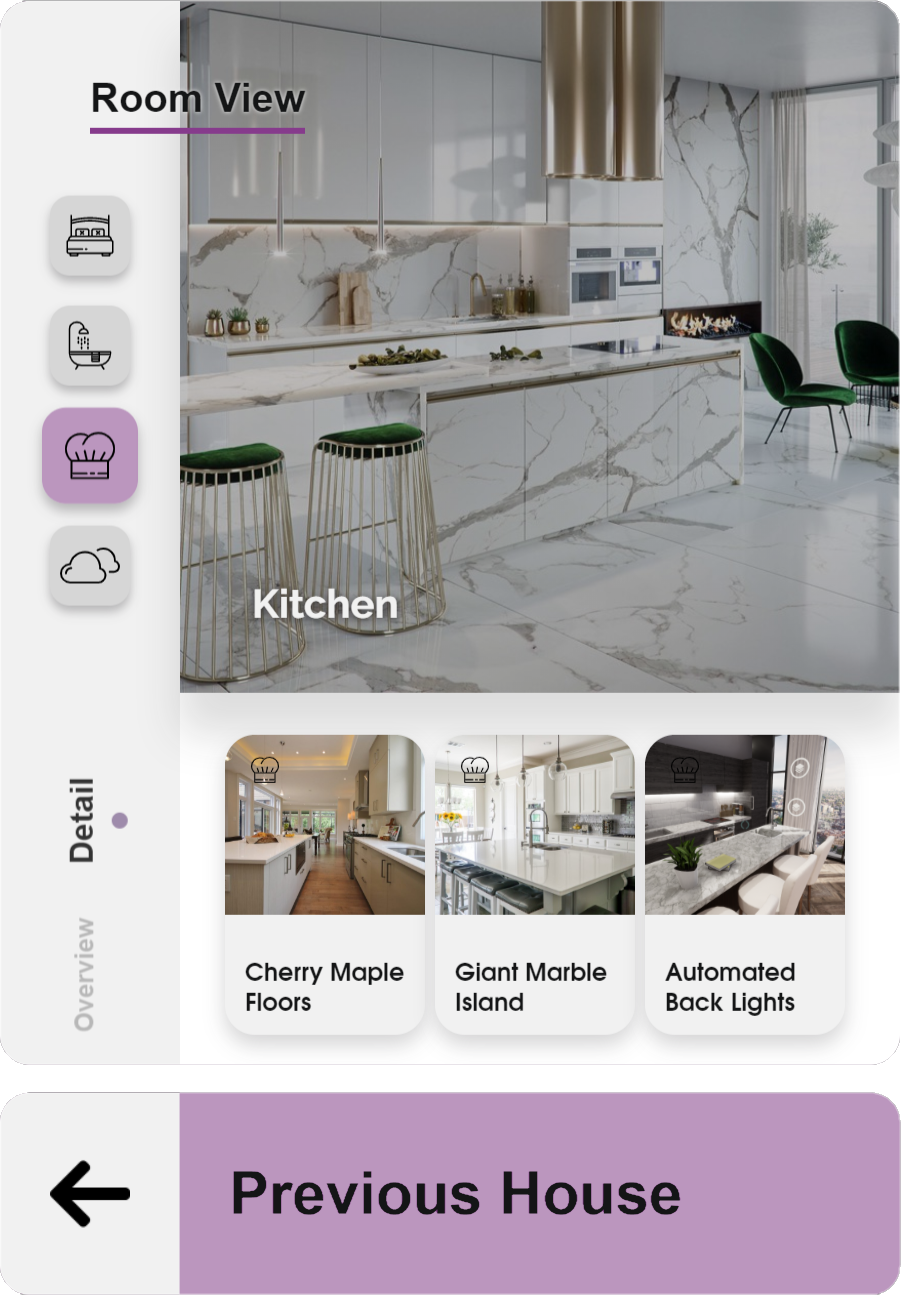 Room View
Kitchen
Detail
Overview
Cherry Maple
Floors
Giant Marble
Island
Automated
Back Lights
Previous House